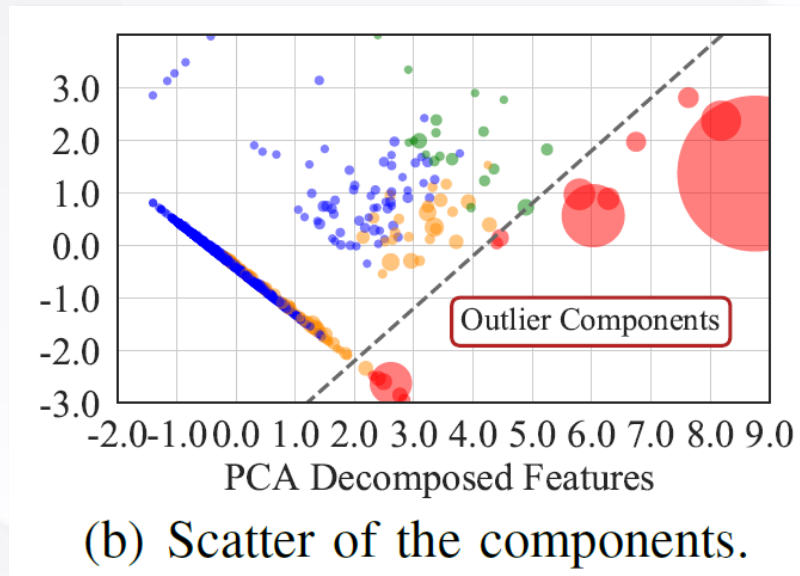 3.0
2.0
1.0
0.0
-1.0
-2.0
-3.0
Outlier Components
-2.0 -1.0 0.0 1.0 2.0 3.0 4.0 5.0 6.0 7.0 8.0 9.0
PCA Decomposed Features
(b) Scatter of the components.